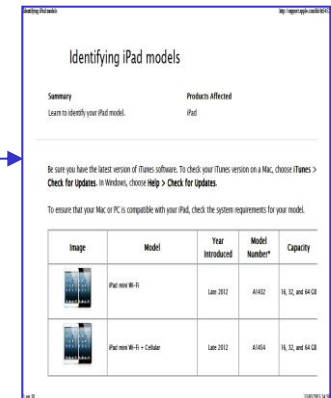 Identifying iPad models
Identifying iPad models
Summary
Products Affected
Learn to identify your iPad model.
iPad
Be sure you have the latest version of iTunes software. To check your iTunes version on a Mac, choose iTunes >
Check for Updates. In Windows, choose Help > Check for Updates.
To ensure that your Mac or PC is compatible with your iPad, check the system requirements for your model.
Image Model Year Introduced Model Number* Capacity
iPad mini Wi-Fi Late 2012 A1432 16, 32, and 64 GB
iPad mini Wi-Fi + Cellular Late 2012 A1454 16, 32, and 64 GB